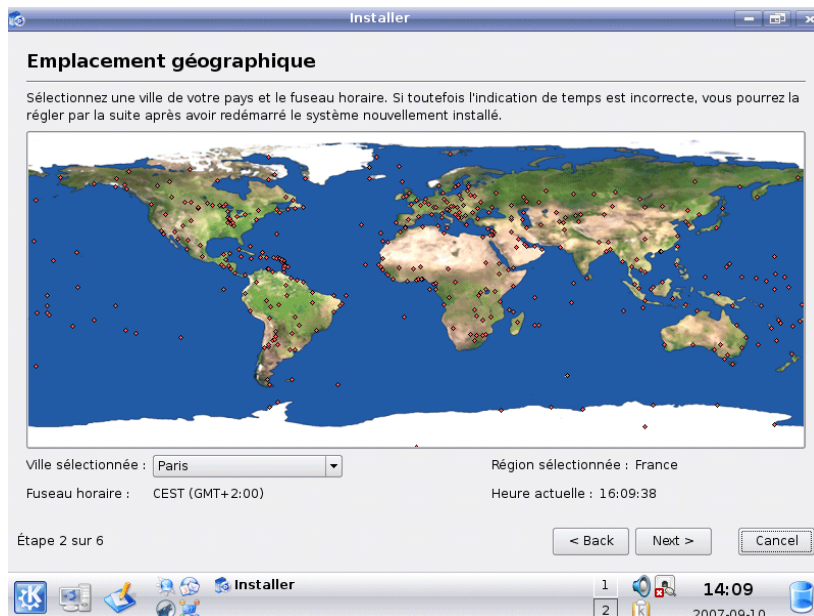 Installer
Emplacement géographique
Sélectionnez une ville de votre pays et le fuseau horaire. Si toutefois l'indication de temps est incorrecte, vous pourrez la
régler par la suite après avoir redémarré le système nouvellement installé.
Ville sélectionnée : Paris
Région sélectionnée : France
Fuseau horaire : CEST (GMT+2:00)
Heure actuelle : 16:09:38
Étape 2 sur 6
< Back
Next >
Cancel
Installer
1
2
14:09
2007-09-10